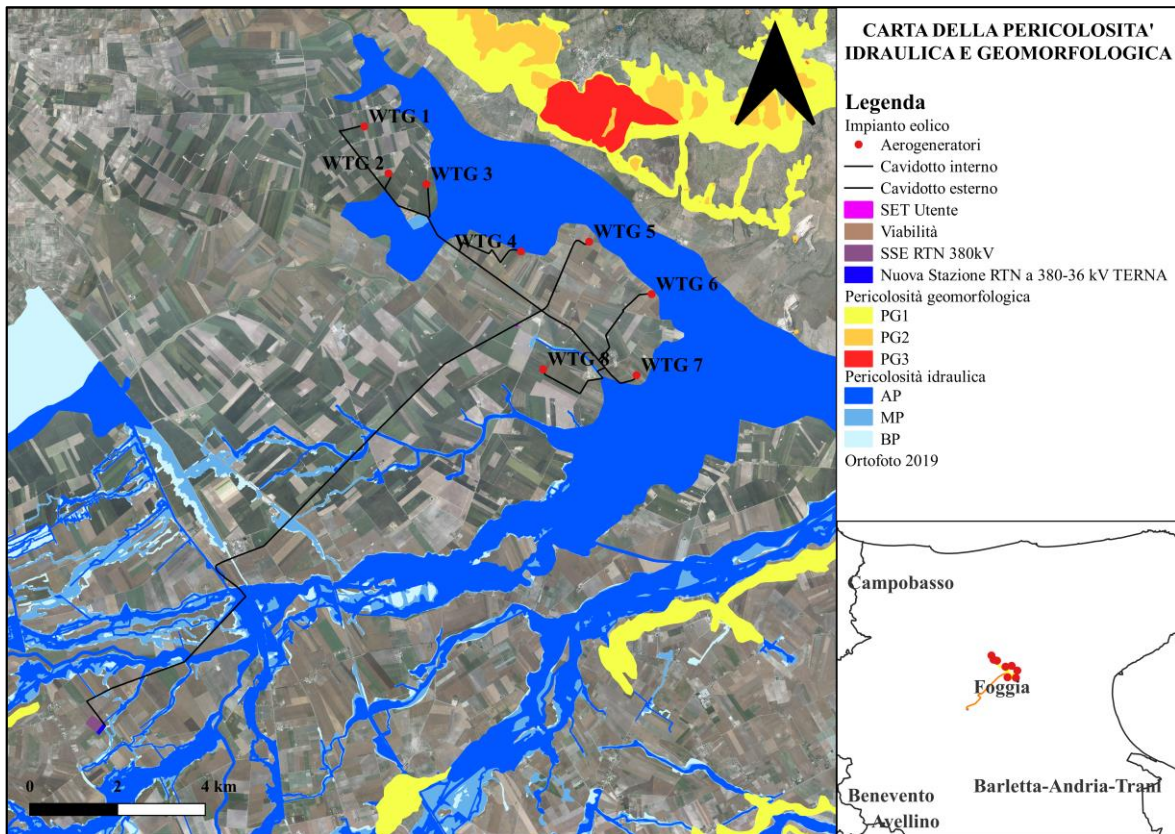 WTG 1
WTG 2
WTG 3
WTG 4
WTG 5
WTG 6
WTG 8
WTG 7
0 2 4 km
CARTA DELLA PERICOLOSITA'
IDRAULICA E GEOMORFOLOGICA
Legenda
Impianto eolico
Aerogeneratori
Cavidotto interno
Cavidotto esterno
SET Utente
Viabilità
SSE RTN 380kV
Nuova Stazione RTN a 380-36 kV TERNA
Pericolosità geomorfologica
PG1
PG2
PG3
Pericolosità idraulica
AP
MP
BP
Ortofoto 2019
Campobasso
Foggia
Barletta-Andria-Trani
Benevento
Avellino